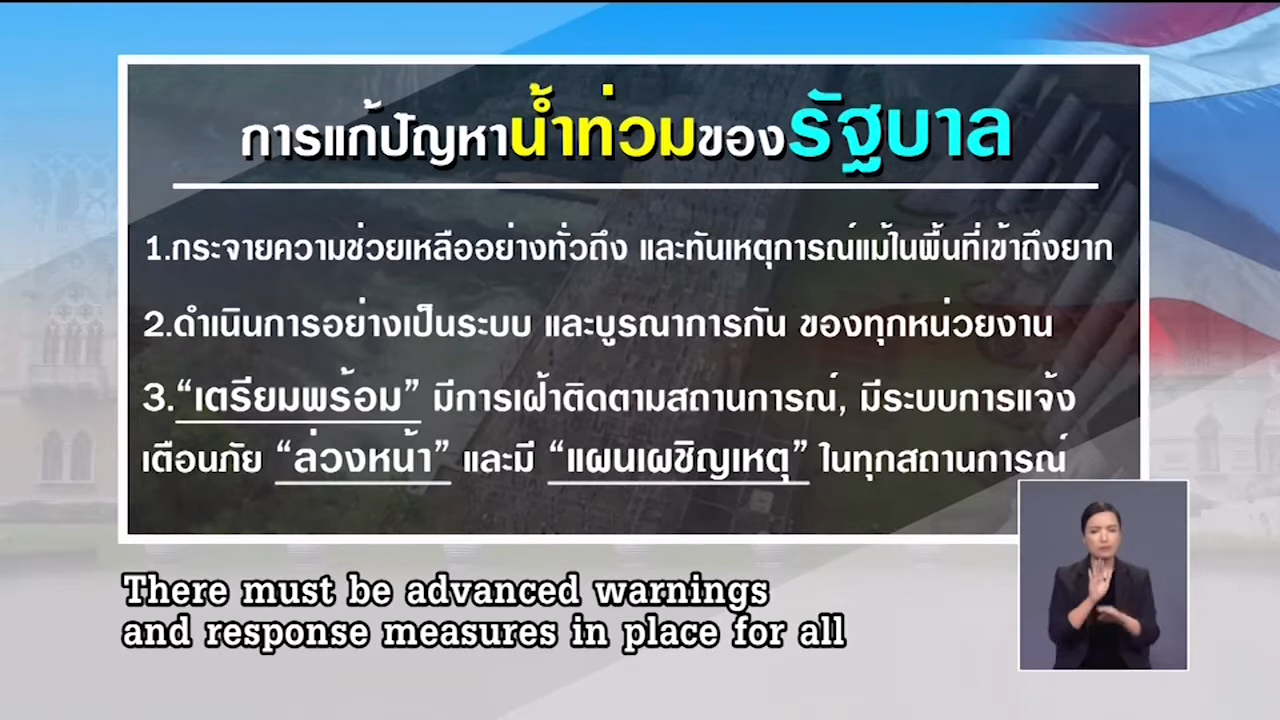 การแก้ปัญหาน้ำท่วมของรัฐบาล
1.กระจายความช่วยเหลืออย่างทั่วถึง และทันเหตุการณ์แม้ในพื้นที่เข้าถึงยาก
2.ดำเนินการอย่างเป็นระบบ และบูรณาการกัน ของทุกหน่วยงาน
3.“เตรียมพร้อม” มีการเฝ้าติดตามสถานการณ์, มีระบบการแจ้ง
เตือนภัย “ล่วงหน้า” และมี “แผนเผชิญเหตุ” ในทุกสถานการณ์
There must be advanced warnings
and response measures in place for all